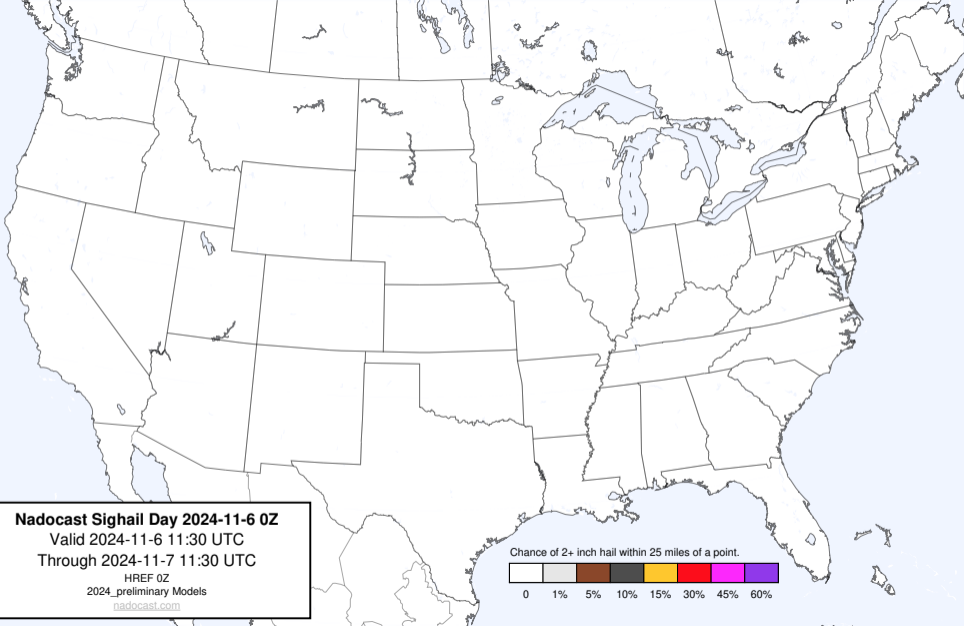 Nadocast Sighail Day 2024-11-6 0Z
Valid 2024-11-6 11:30 UTC
Through 2024-11-7 11:30 UTC
HREF 0Z
2024_preliminary Models
nadocast.com
Chance of 2+ inch hail within 25 miles of a point.
0 1% 5% 10% 15% 30% 45% 60%